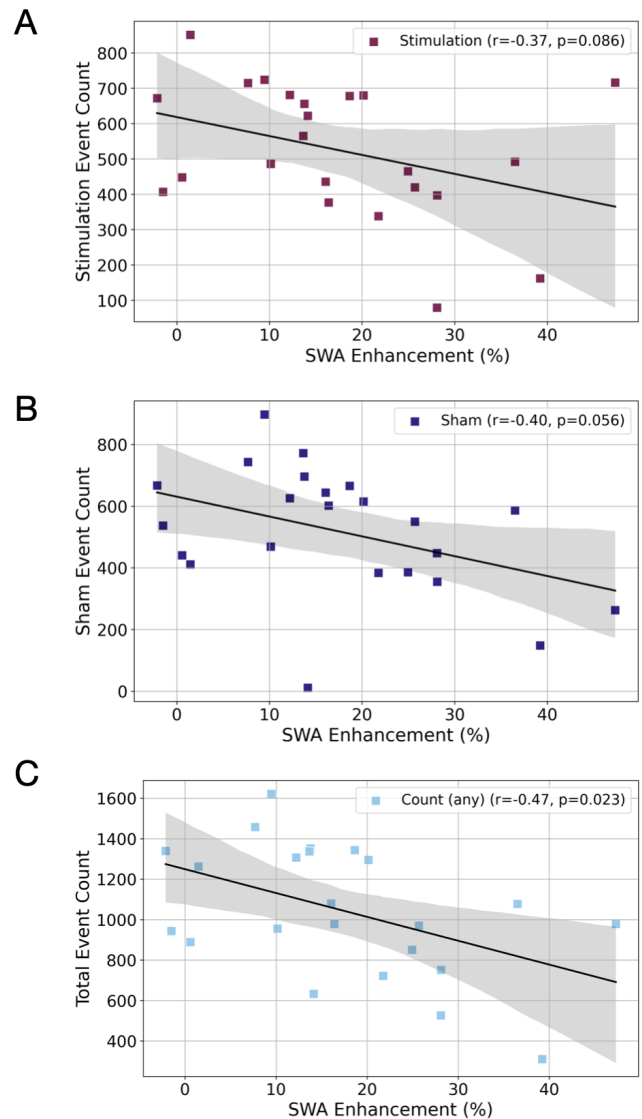 A
Stimulation (r=-0.37, p=0.086)
800
700
600
500
400
300
200
100
Stimulation Event Count
0 10 20 30 40
SWA Enhancement (%)
B
Sham (r=-0.40, p=0.056)
800
600
400
200
0
Sham Event Count
0 10 20 30 40
SWA Enhancement (%)
C
Count (any) (r=-0.47, p=0.023)
1600
1400
1200
1000
800
600
400
Total Event Count
0 10 20 30 40
SWA Enhancement (%)